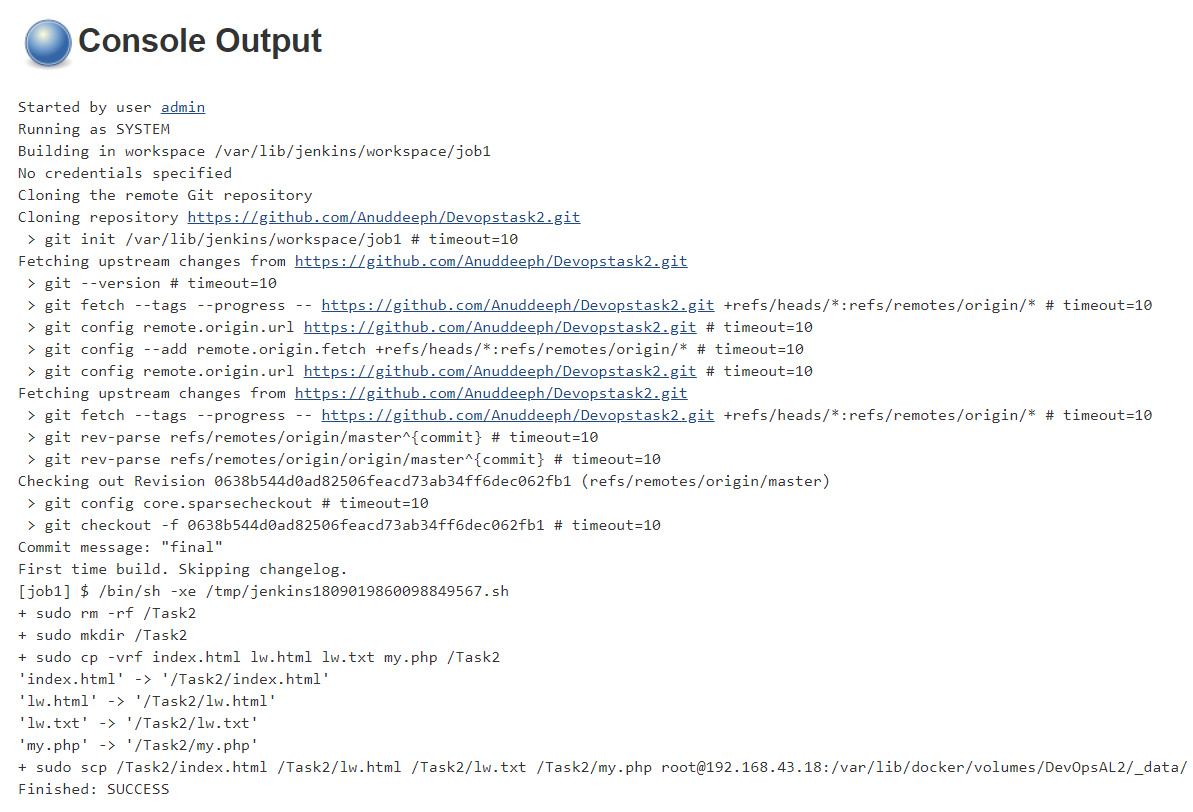 Console Output
Started by user admin
Running as SYSTEM
Building in workspace /var/lib/jenkins/workspace/job1
No credentials specified
Cloning the remote Git repository
Cloning repository https://github.com/Anuddeeph/Devopstask2.git
 > git init /var/lib/jenkins/workspace/job1 # timeout=10
Fetching upstream changes from https://github.com/Anuddeeph/Devopstask2.git
 > git --version # timeout=10
 > git fetch --tags --progress -- https://github.com/Anuddeeph/Devopstask2.git +refs/heads/*:refs/remotes/origin/* # timeout=10
 > git config remote.origin.url https://github.com/Anuddeeph/Devopstask2.git # timeout=10
 > git config --add remote.origin.fetch +refs/heads/*:refs/remotes/origin/* # timeout=10
 > git config remote.origin.url https://github.com/Anuddeeph/Devopstask2.git # timeout=10
Fetching upstream changes from https://github.com/Anuddeeph/Devopstask2.git
 > git fetch --tags --progress -- https://github.com/Anuddeeph/Devopstask2.git +refs/heads/*:refs/remotes/origin/* # timeout=10
 > git rev-parse refs/remotes/origin/master^{commit} # timeout=10
 > git rev-parse refs/remotes/origin/origin/master^{commit} # timeout=10
Checking out Revision 0638b544d0ad82506feacd73ab34ff6dec062fb1 (refs/remotes/origin/master)
 > git config core.sparsecheckout # timeout=10
 > git checkout -f 0638b544d0ad82506feacd73ab34ff6dec062fb1 # timeout=10
Commit message: "final"
First time build. Skipping changelog.
[job1] $ /bin/sh -xe /tmp/jenkins1809019860098849567.sh
+ sudo rm -rf /Task2
+ sudo mkdir /Task2
+ sudo cp -vrf index.html lw.html lw.txt my.php /Task2
'index.html' -> '/Task2/index.html'
'lw.html' -> '/Task2/lw.html'
'lw.txt' -> '/Task2/lw.txt'
'my.php' -> '/Task2/my.php'
+ sudo scp /Task2/index.html /Task2/lw.html /Task2/lw.txt /Task2/my.php root@192.168.43.18:/var/lib/docker/volumes/DevOpsAL2/_data/
Finished: SUCCESS